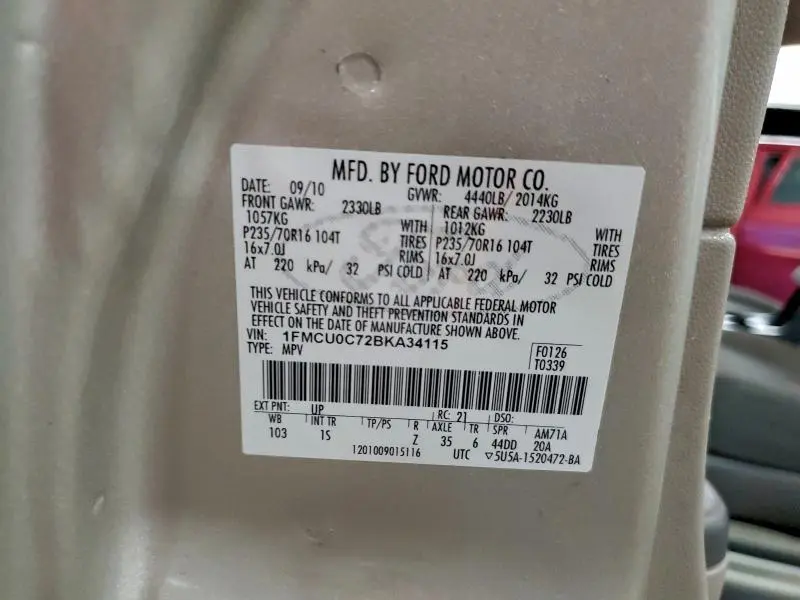 MFD. BY FORD MOTOR CO.
DATE: 09/10 GVWR: 4440LB/ 2014KG
FRONT GAWR: 2330LB REAR GAWR: 2230LB
1057KG WITH 1012KG WITH
P235/70R16 104T TIRES P235/70R16 104T TIRES
16x7.0J RIMS 16x7.0J RIMS
AT 220 kPa/ 32 PSI COLD AT 220 kPa/ 32 PSI COLD
THIS VEHICLE CONFORMS TO ALL APPLICABLE FEDERAL MOTOR
VEHICLE SAFETY AND THEFT PREVENTION STANDARDS IN
EFFECT ON THE DATE OF MANUFACTURE SHOWN ABOVE.
VIN: 1FMCU0C72BKA34115
TYPE: MPV
F0126
T0339
EXT PNT: UP RC: 21 DSO:
WB INT TR TP/PS R AXLE TR SPR AM71A
103 1S Z 35 6 44DD 20A
1201009015116 UTC ▽5U5A-1520472-BA